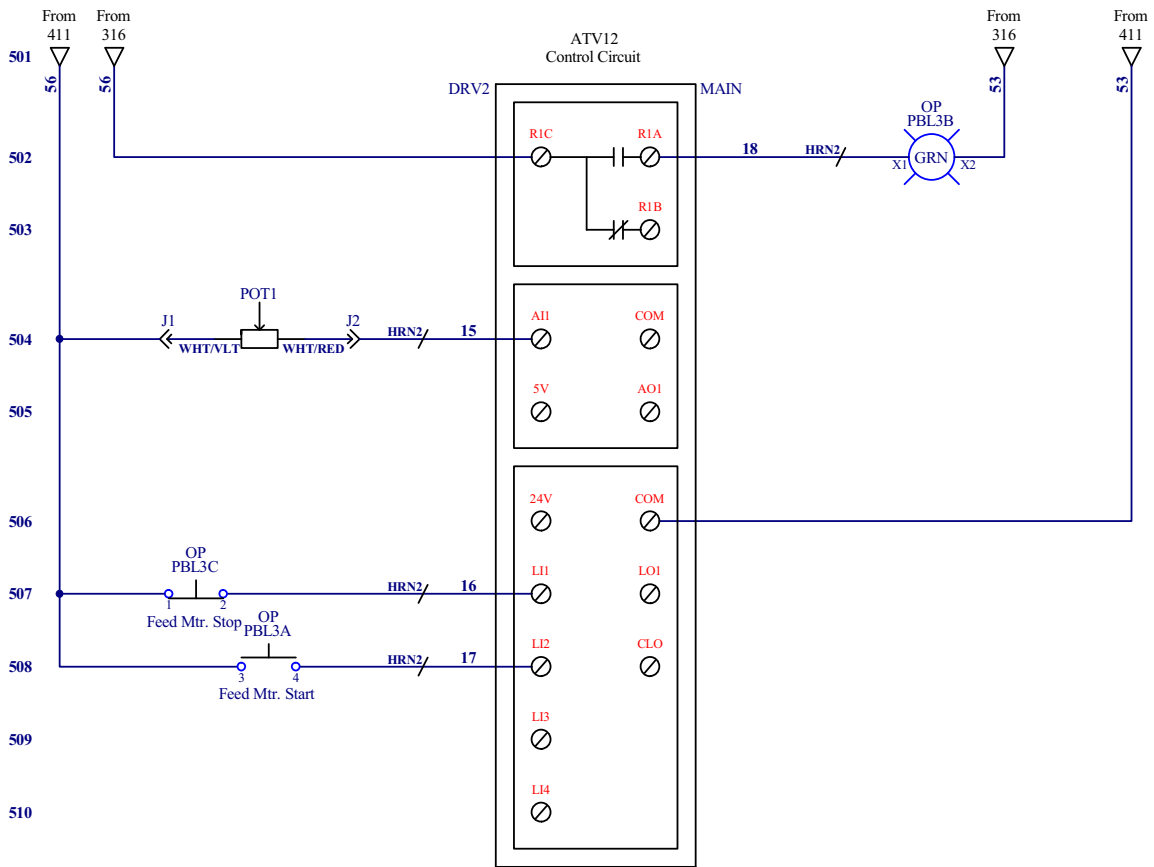 From
411
From
316
From
316
From
411
ATV12
Control Circuit
501
56
56
53
53
DRV2
MAIN
OP
PBL3B
R1C
R1A
502
18
HRN2
X1
GRN
X2
R1B
503
POT1
J1
J2
AI1
COM
504
WHT/VLT
WHT/RED
HRN2
15
5V
AO1
505
24V
COM
506
OP
PBL3C
LI1
LO1
507
1
2
HRN2
16
Feed Mtr. Stop
OP
PBL3A
LI2
CLO
508
3
4
HRN2
17
Feed Mtr. Start
LI3
509
LI4
510